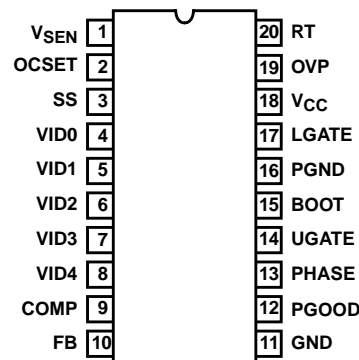 VSEN 1 20 RT
OCSET 2 19 OVP
SS 3 18 VCC
VID0 4 17 LGATE
VID1 5 16 PGND
VID2 6 15 BOOT
VID3 7 14 UGATE
VID4 8 13 PHASE
COMP 9 12 PGOOD
FB 10 11 GND